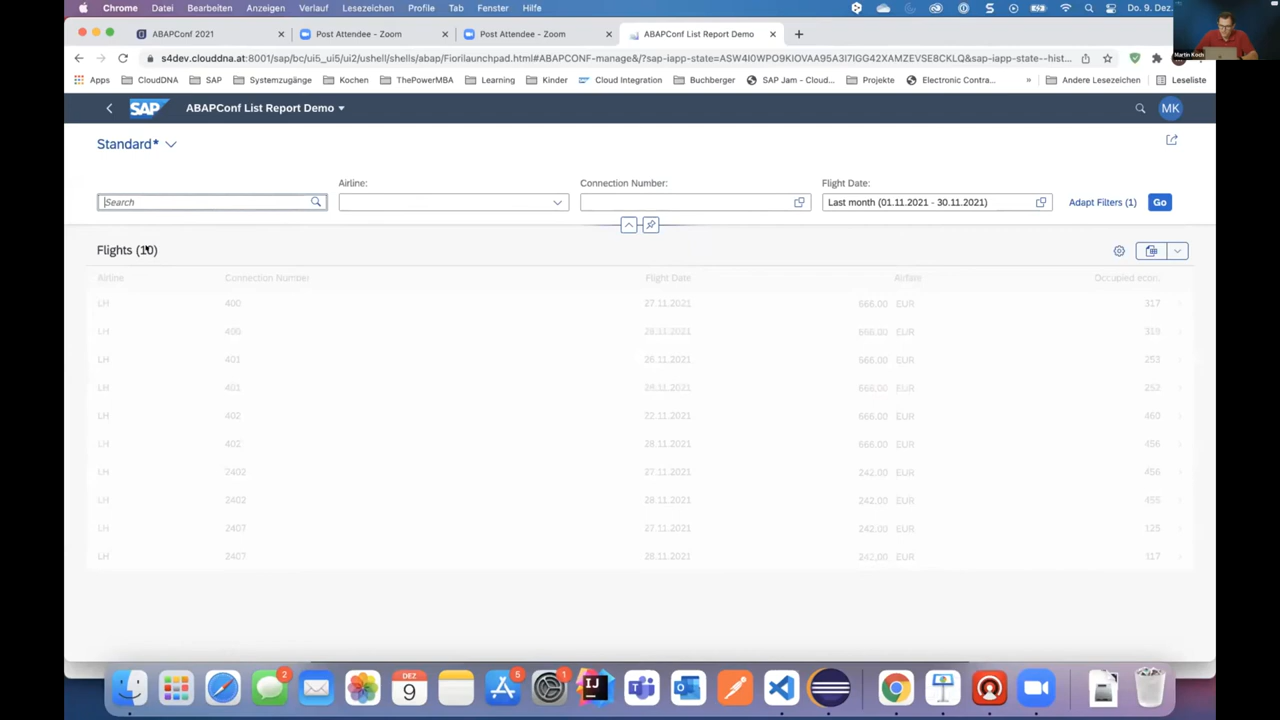 Chrome Datei Bearbeiten Anzeigen Verlauf Lesezeichen Profile Tab Fenster Hilfe Do. 9. Dez.
ABAPConf 2021 Post Attendee - Zoom Post Attendee - Zoom ABAPConf List Report Demo
Martin Koch
s4dev.clouddna.at:8001/sap/bc/ui5_ui5/ui2/ushell/shells/abap/Fiorilaunchpad.html#ABAPCONF-manage&/?sap-iapp-state=ASW4I0WPO9KIOVAA95A3I7IGG42XAMZEVSE8CKLQ&sap-iapp-state--hist...
Apps CloudDNA SAP Systemzugänge Kochen ThePowerMBA Learning Kinder Cloud Integration Buchberger SAP Jam - Cloud... Projekte Electronic Contra... » Andere Lesezeichen Leseliste
SAP ABAPConf List Report Demo MK
Standard*
Airline: Connection Number: Flight Date:
Search Last month (01.11.2021 - 30.11.2021) Adapt Filters (1) Go
Flights (10)
Airline Connection Number Flight Date Airfare Occupied econ.
LH 400 27.11.2021 666.00 EUR 317
LH 400 28.11.2021 666.00 EUR 319
LH 401 666.00 EUR 253
LH 401 666.00 EUR 252
LH 402 22.11.2021 666.00 EUR 460
LH 402 28.11.2021 666.00 EUR 456
LH 2402 27.11.2021 242.00 EUR 456
LH 2402 28.11.2021 242.00 EUR 455
LH 2407 27.11.2021 242.00 EUR 125
LH 2407 28.11.2021 242.00 EUR 117
2 DEZ 9 6 1 IJ